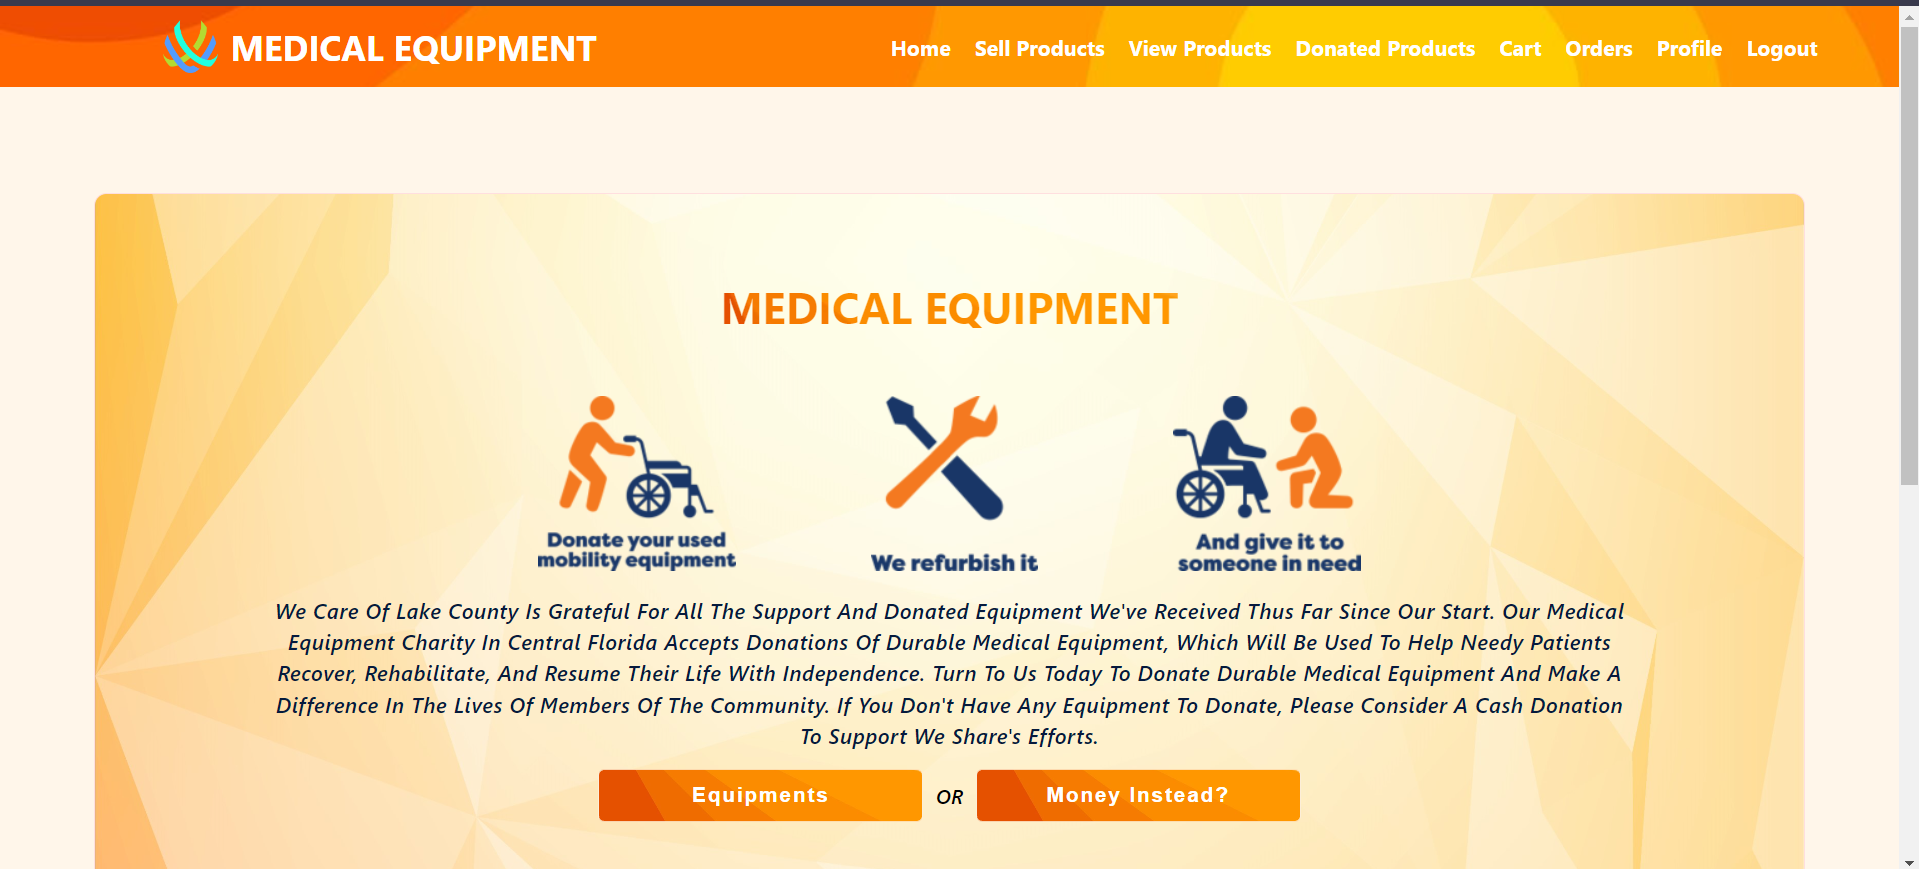 MEDICAL EQUIPMENT
Home Sell Products View Products Donated Products Cart Orders Profile Logout
MEDICAL EQUIPMENT
Donate your used
mobility equipment
We refurbish it
And give it to
someone in need
We Care Of Lake County Is Grateful For All The Support And Donated Equipment We've Received Thus Far Since Our Start. Our Medical
Equipment Charity In Central Florida Accepts Donations Of Durable Medical Equipment, Which Will Be Used To Help Needy Patients
Recover, Rehabilitate, And Resume Their Life With Independence. Turn To Us Today To Donate Durable Medical Equipment And Make A
Difference In The Lives Of Members Of The Community. If You Don't Have Any Equipment To Donate, Please Consider A Cash Donation
To Support We Share's Efforts.
Equipments OR Money Instead?